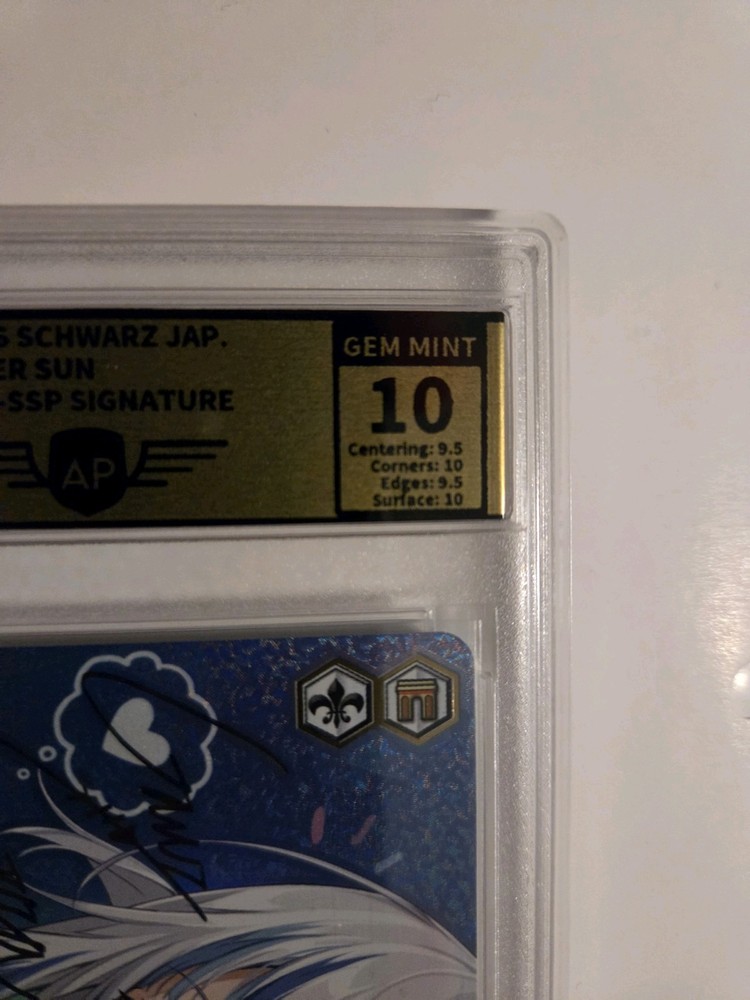 S SCHWARZ JAP.
ER SUN
-SSP SIGNATURE
AP
GEM MINT
10
Centering: 9.5
Corners: 10
Edges: 9.5
Surface: 10